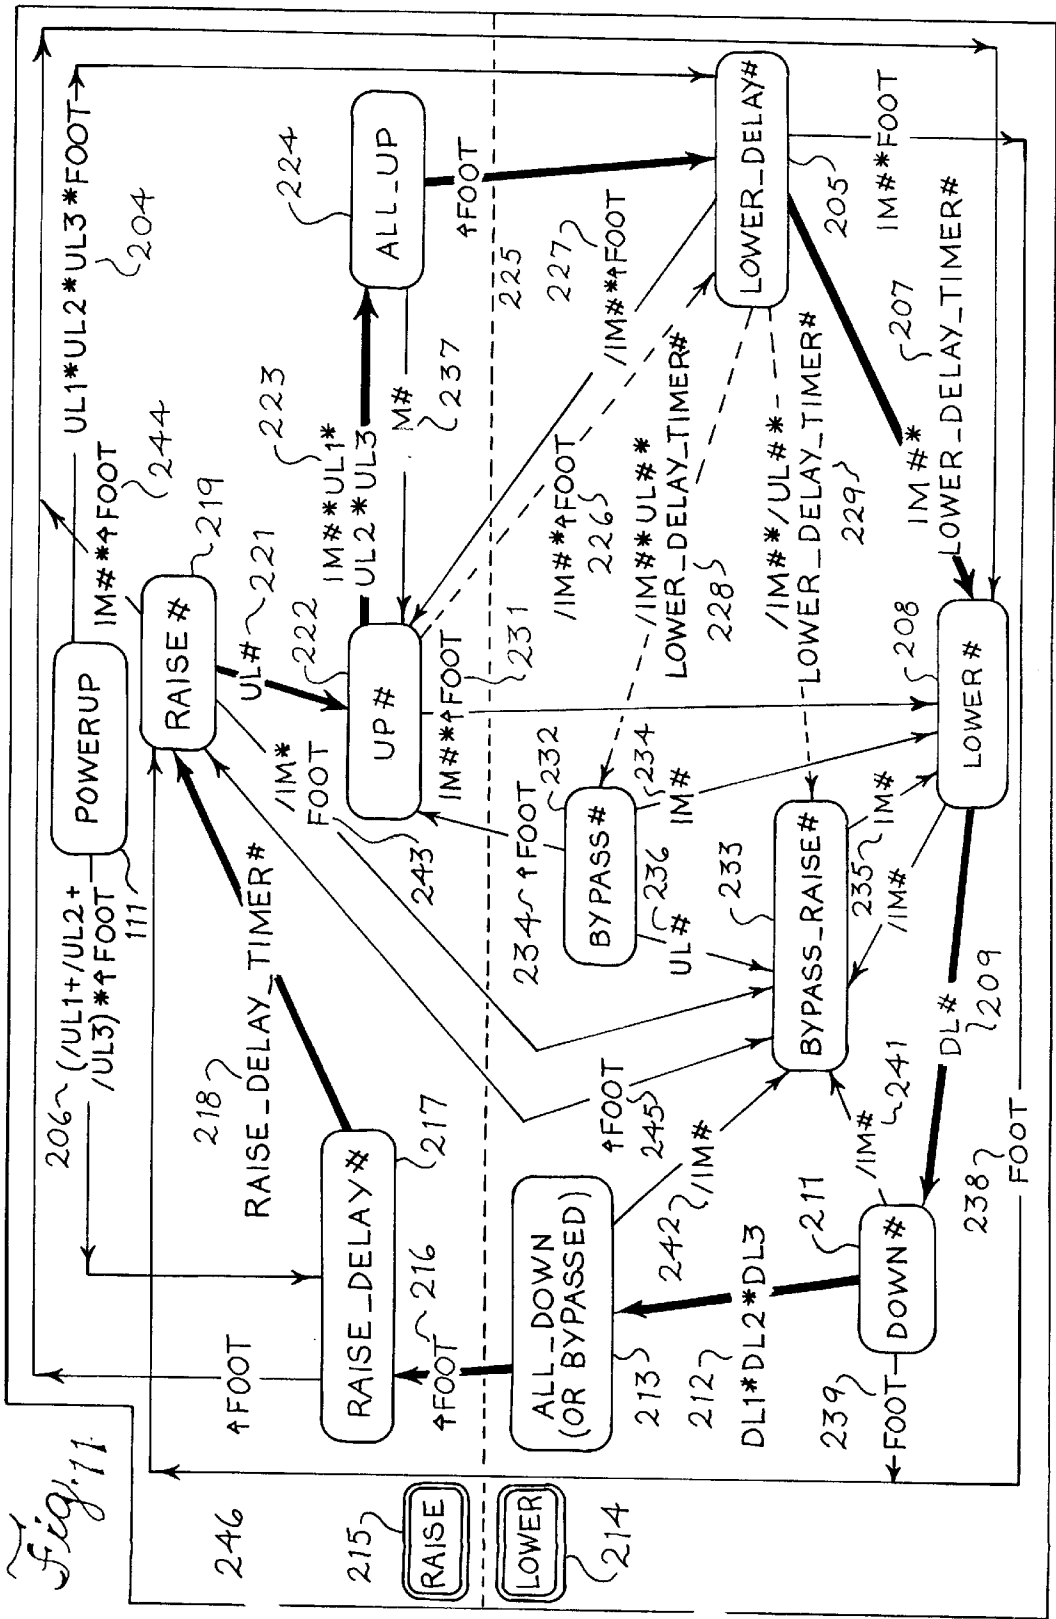 Fig. 11
246
215
RAISE
LOWER
214
206
(/UL1+/UL2+
/UL3)*↑FOOT
111
POWERUP
UL1*UL2*UL3*FOOT
204
IM#*↑FOOT
244
RAISE#
219
218
RAISE_DELAY_TIMER#
/IM*
FOOT
243
UL#
221
222
UP#
223
IM#*UL1*
UL2*UL3
224
ALL_UP
M#
237
↑FOOT
225
↑FOOT
RAISE_DELAY#
217
↑FOOT
216
ALL_DOWN
(OR BYPASSED)
213
212
DL1*DL2*DL3
242
/IM#
↑FOOT
245
234
↑FOOT
BYPASS#
232
234
IM#
UL#
236
IM#*↑FOOT
231
/IM#*↑FOOT
226
227
/IM#*↑FOOT
/IM#*UL#*
LOWER_DELAY_TIMER#
228
/IM#*/UL#*
LOWER_DELAY_TIMER#
229
LOWER_DELAY#
205
IM#*FOOT
207
IM#*
LOWER_DELAY_TIMER#
233
BYPASS_RAISE#
235
IM#
/IM#
208
LOWER#
DL#
209
/IM#
241
211
DOWN#
239
FOOT
238
FOOT